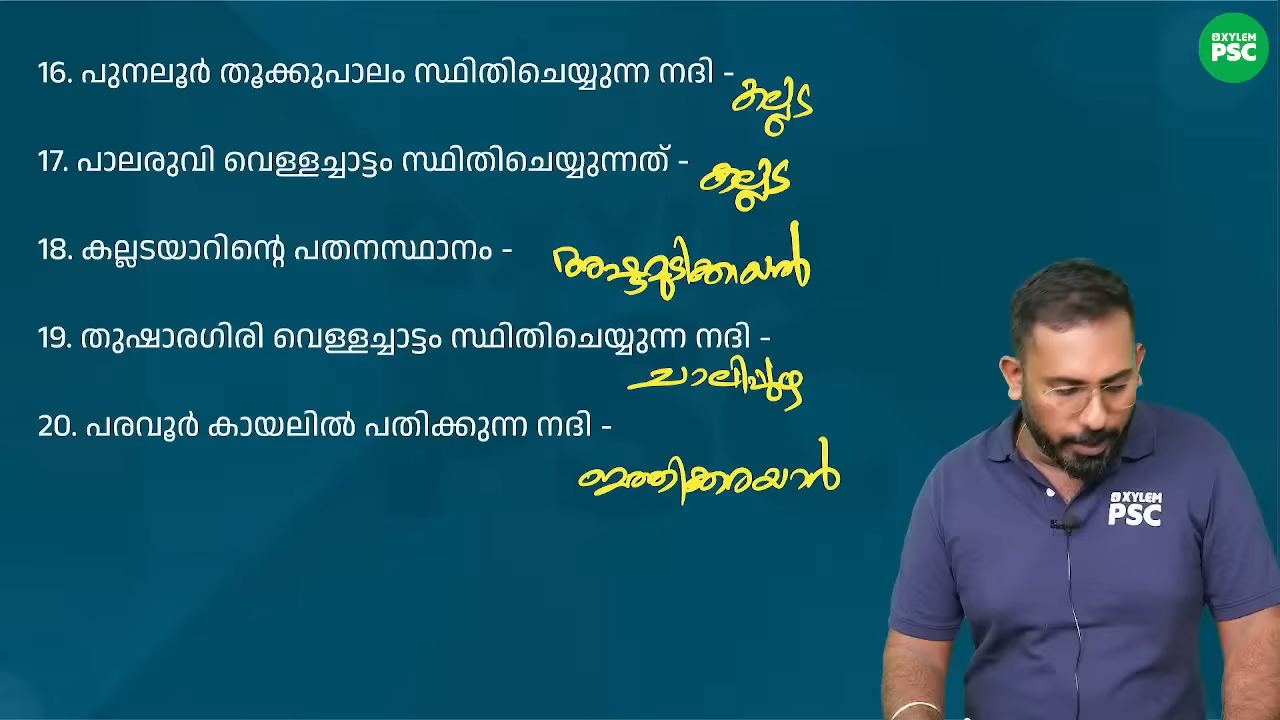 XYLEM
PSC
16. പുനലൂർ തൂക്കുപാലം സ്ഥിതിചെയ്യുന്ന നദി -
കല്ലട
17. പാലരുവി വെള്ളച്ചാട്ടം സ്ഥിതിചെയ്യുന്നത് -
കല്ലട
18. കല്ലടയാറിന്റെ പതനസ്ഥാനം -
അഷ്ടമുടിക്കായൽ
19. തുഷാരഗിരി വെള്ളച്ചാട്ടം സ്ഥിതിചെയ്യുന്ന നദി -
ചാലിപ്പുഴ
20. പരവൂർ കായലിൽ പതിക്കുന്ന നദി -
ഇത്തിക്കരയാർ
XYLEM
PSC